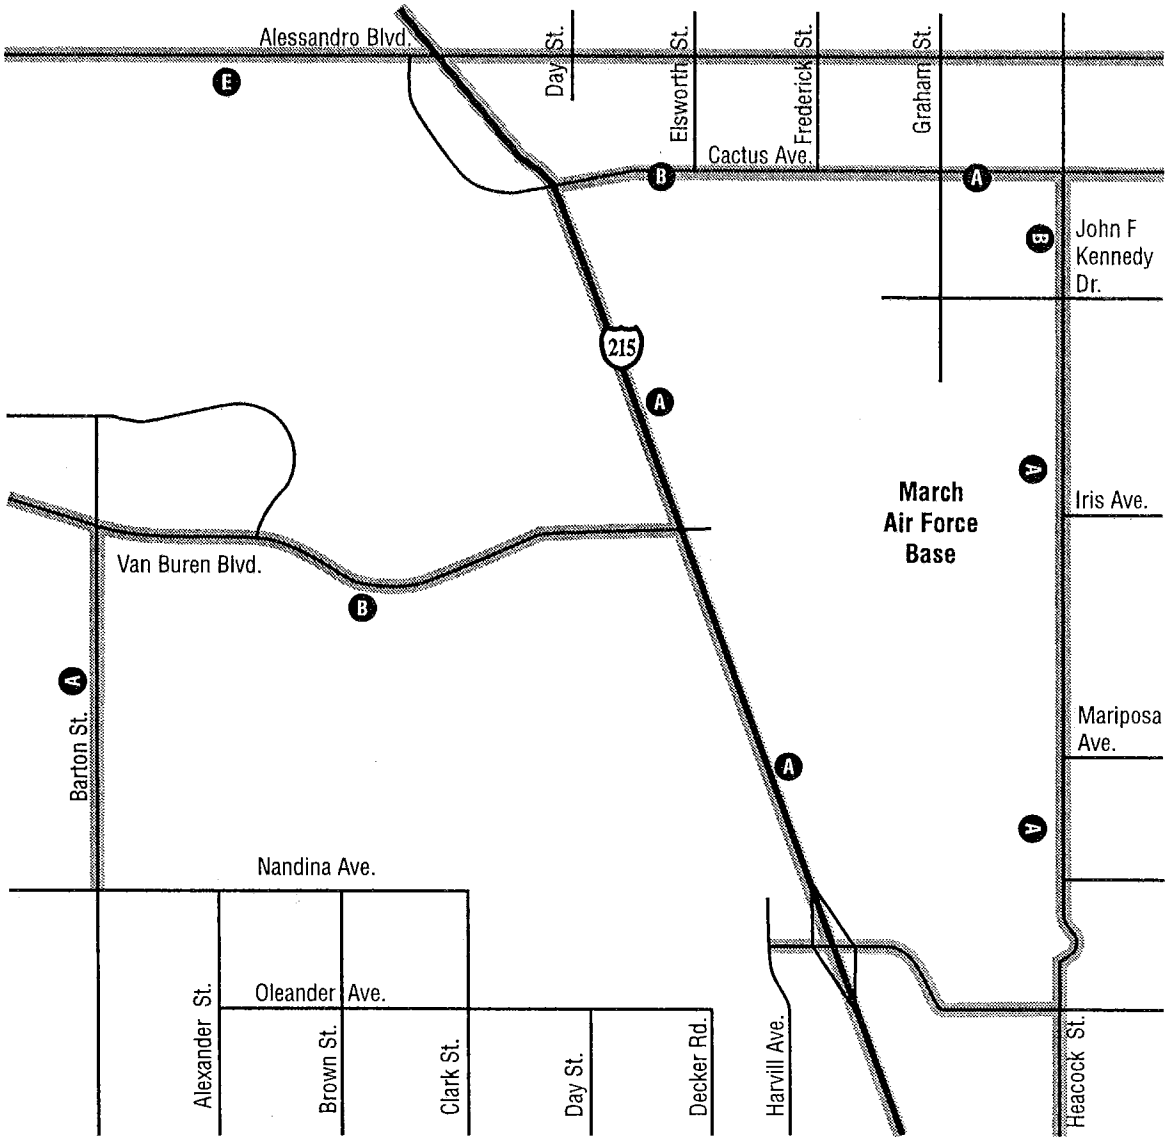 Alessandro Blvd.
Day St.
Elsworth St.
Frederick St.
Graham St.
E
Cactus Ave.
B
A
B
John F
Kennedy
Dr.
215
A
March
Air Force
Base
A
Iris Ave.
Van Buren Blvd.
B
A
Barton St.
Mariposa
Ave.
A
A
Nandina Ave.
Oleander Ave.
Alexander St.
Brown St.
Clark St.
Day St.
Decker Rd.
Harvill Ave.
Heacock St.